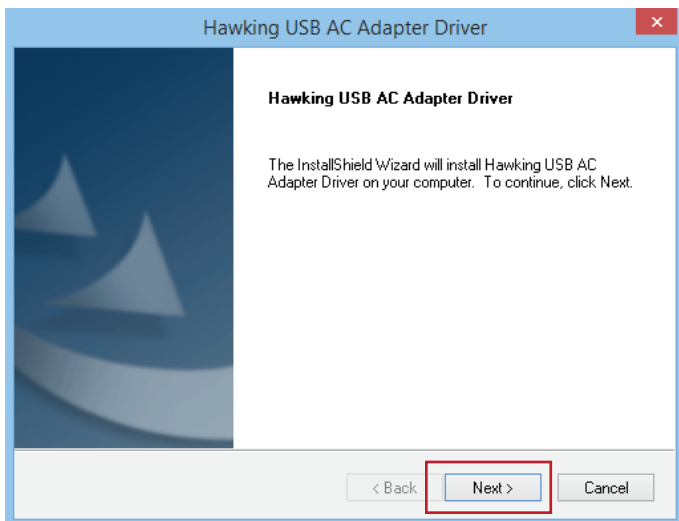 Hawking USB AC Adapter Driver
×
Hawking USB AC Adapter Driver
The InstallShield Wizard will install Hawking USB AC
Adapter Driver on your computer.  To continue, click Next.
< Back
Next >
Cancel